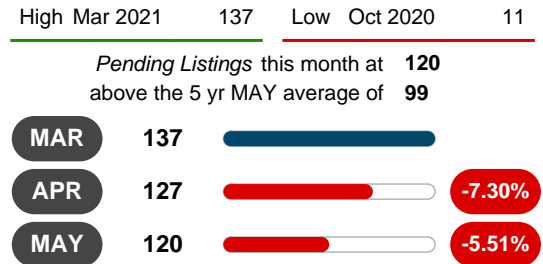 High Mar 2021 137 Low Oct 2020 11
Pending Listings this month at 120
above the 5 yr MAY average of 99
MAR 137
APR 127 -7.30%
MAY 120 -5.51%